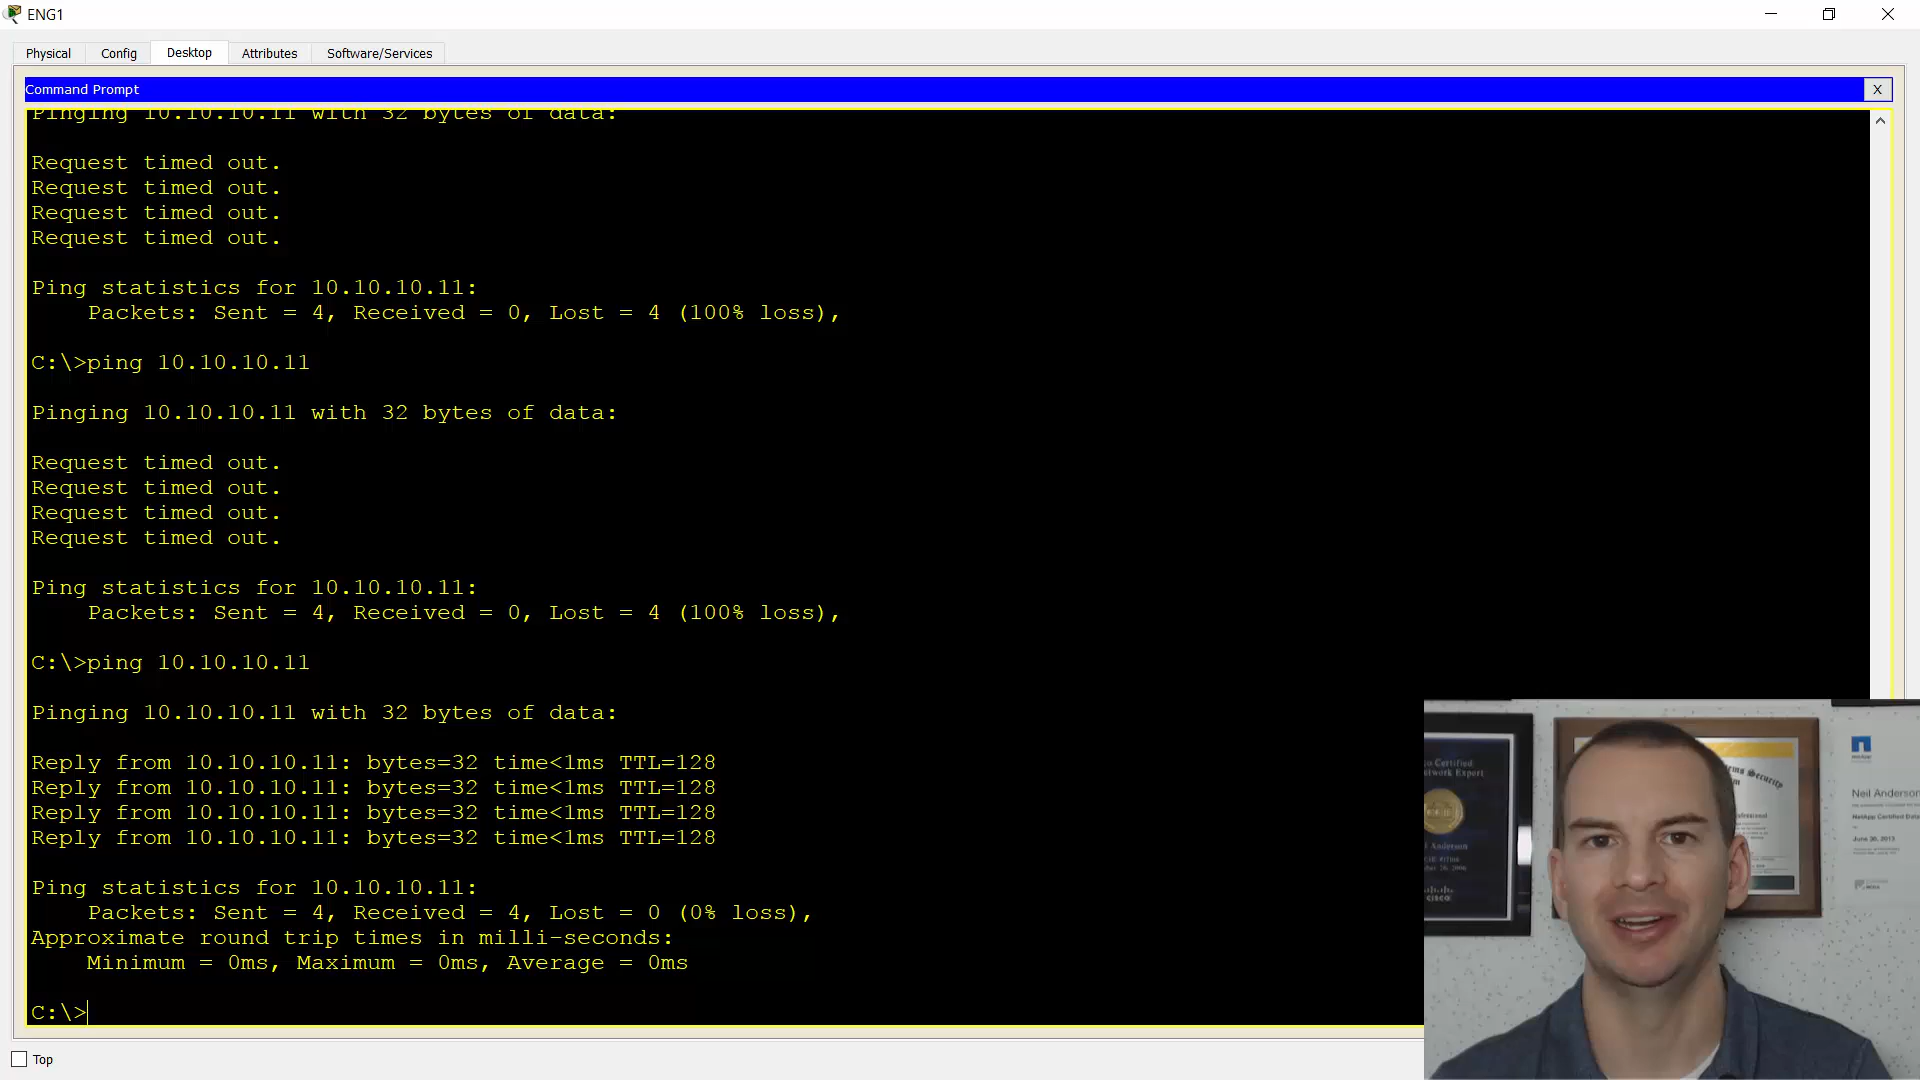 ENG1
Physical
Config
Desktop
Attributes
Software/Services
Command Prompt
X
Pinging 10.10.10.11 with 32 bytes of data:
Request timed out.
Request timed out.
Request timed out.
Request timed out.
Ping statistics for 10.10.10.11:
Packets: Sent = 4, Received = 0, Lost = 4 (100% loss),
C:\>ping 10.10.10.11
Pinging 10.10.10.11 with 32 bytes of data:
Request timed out.
Request timed out.
Request timed out.
Request timed out.
Ping statistics for 10.10.10.11:
Packets: Sent = 4, Received = 0, Lost = 4 (100% loss),
C:\>ping 10.10.10.11
Pinging 10.10.10.11 with 32 bytes of data:
Reply from 10.10.10.11: bytes=32 time<1ms TTL=128
Reply from 10.10.10.11: bytes=32 time<1ms TTL=128
Reply from 10.10.10.11: bytes=32 time<1ms TTL=128
Reply from 10.10.10.11: bytes=32 time<1ms TTL=128
Ping statistics for 10.10.10.11:
Packets: Sent = 4, Received = 4, Lost = 0 (0% loss),
Approximate round trip times in milli-seconds:
Minimum = 0ms, Maximum = 0ms, Average = 0ms
C:\>
Top
Certified
Expert
Anderson
cisco
Security
Neil Anderson
NetApp Certified